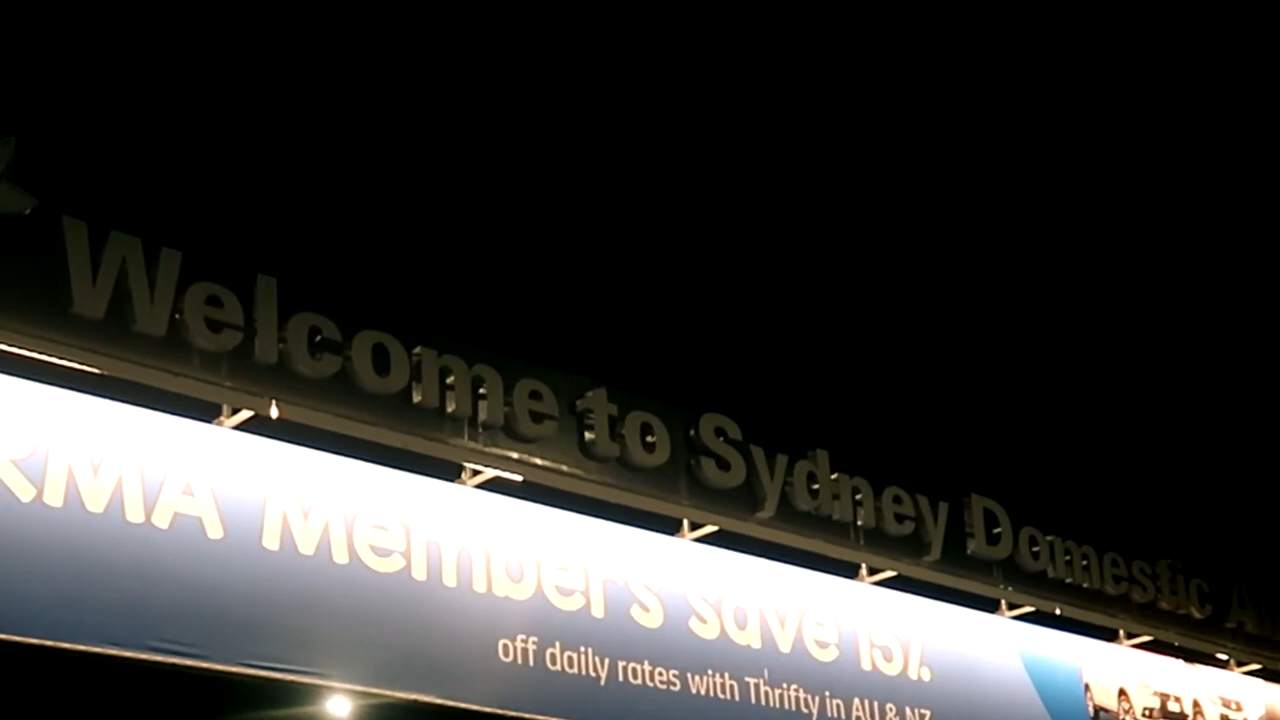 Welcome to Sydney Domestic
RMA Member's save 15%
off daily rates with Thrifty in AU & NZ